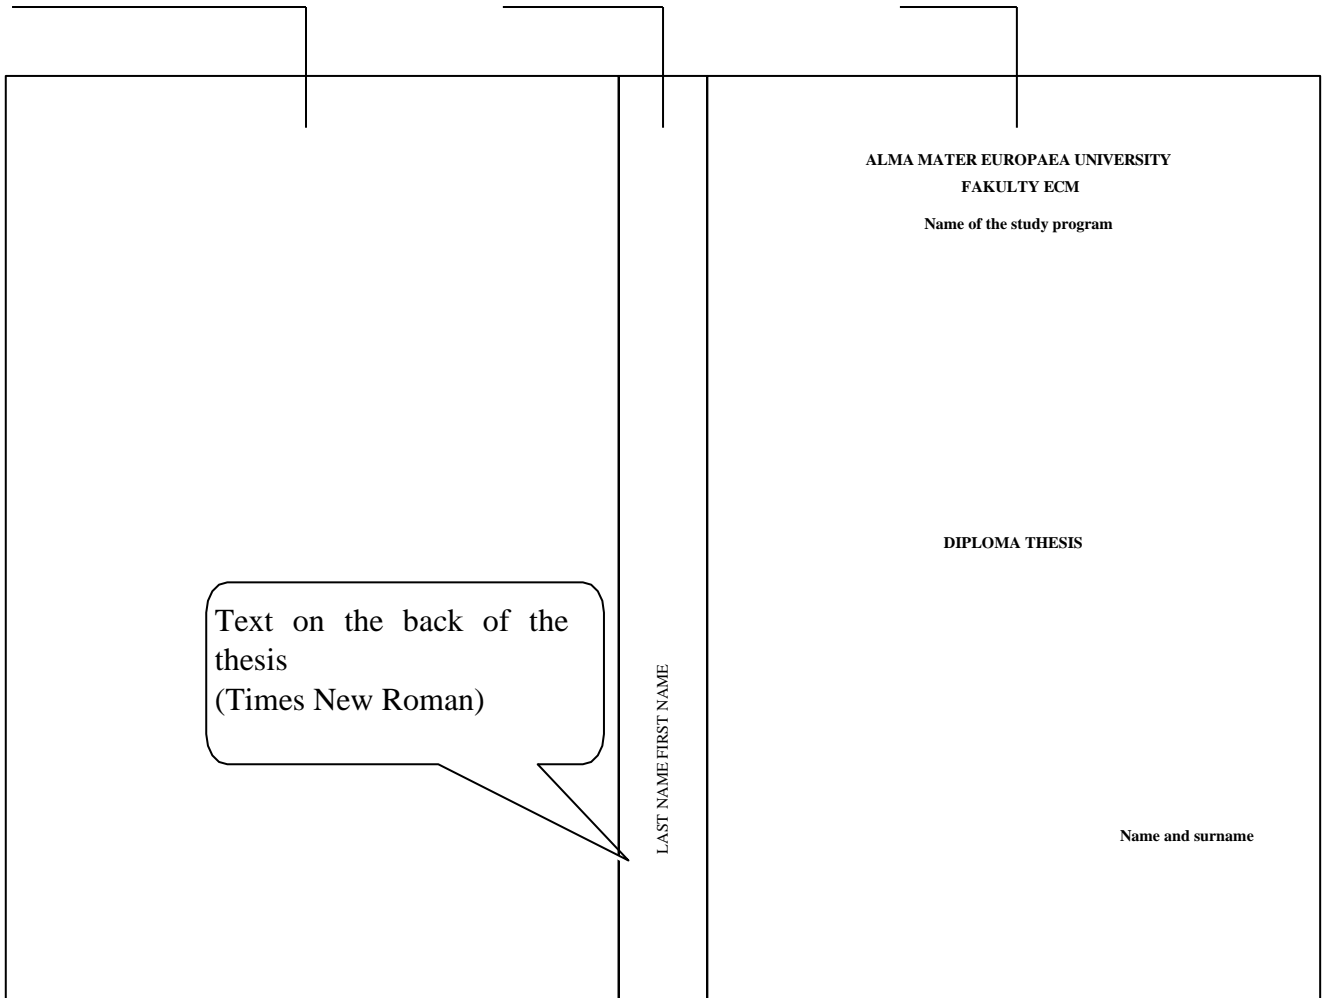 ALMA MATER EUROPAEA UNIVERSITY
FAKULTY ECM
Name of the study program
DIPLOMA THESIS
Text on the back of the
thesis
(Times New Roman)
LAST NAME FIRST NAME
Name and surname